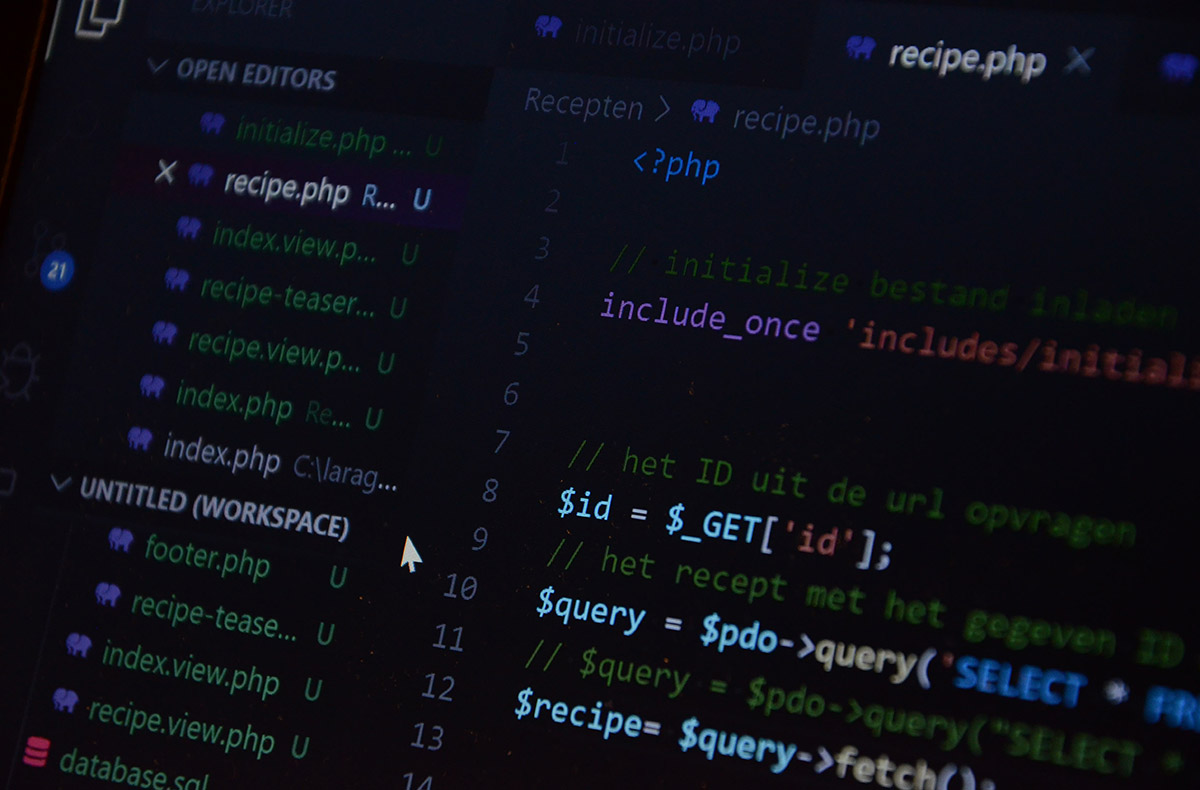 EXPLORER
OPEN EDITORS
initialize.php ... U
recipe.php R... U
index.view.p... U
recipe-teaser... U
recipe.view.p... U
index.php Re... U
index.php C:\larag...
21
UNTITLED (WORKSPACE)
footer.php U
recipe-tease... U
index.view.php U
recipe.view.php U
database.sql
initialize.php
recipe.php
Recepten > recipe.php
1 <?php
2
3 // initialize bestand inladen
4 include_once 'includes/initiali
5
6
7 // het ID uit de url opvragen
8 $id = $_GET['id'];
9 // het recept met het gegeven ID
10 $query = $pdo->query('SELECT * FR
11 // $query = $pdo->query("SELECT *
12 $recipe= $query->fetch();
13
14